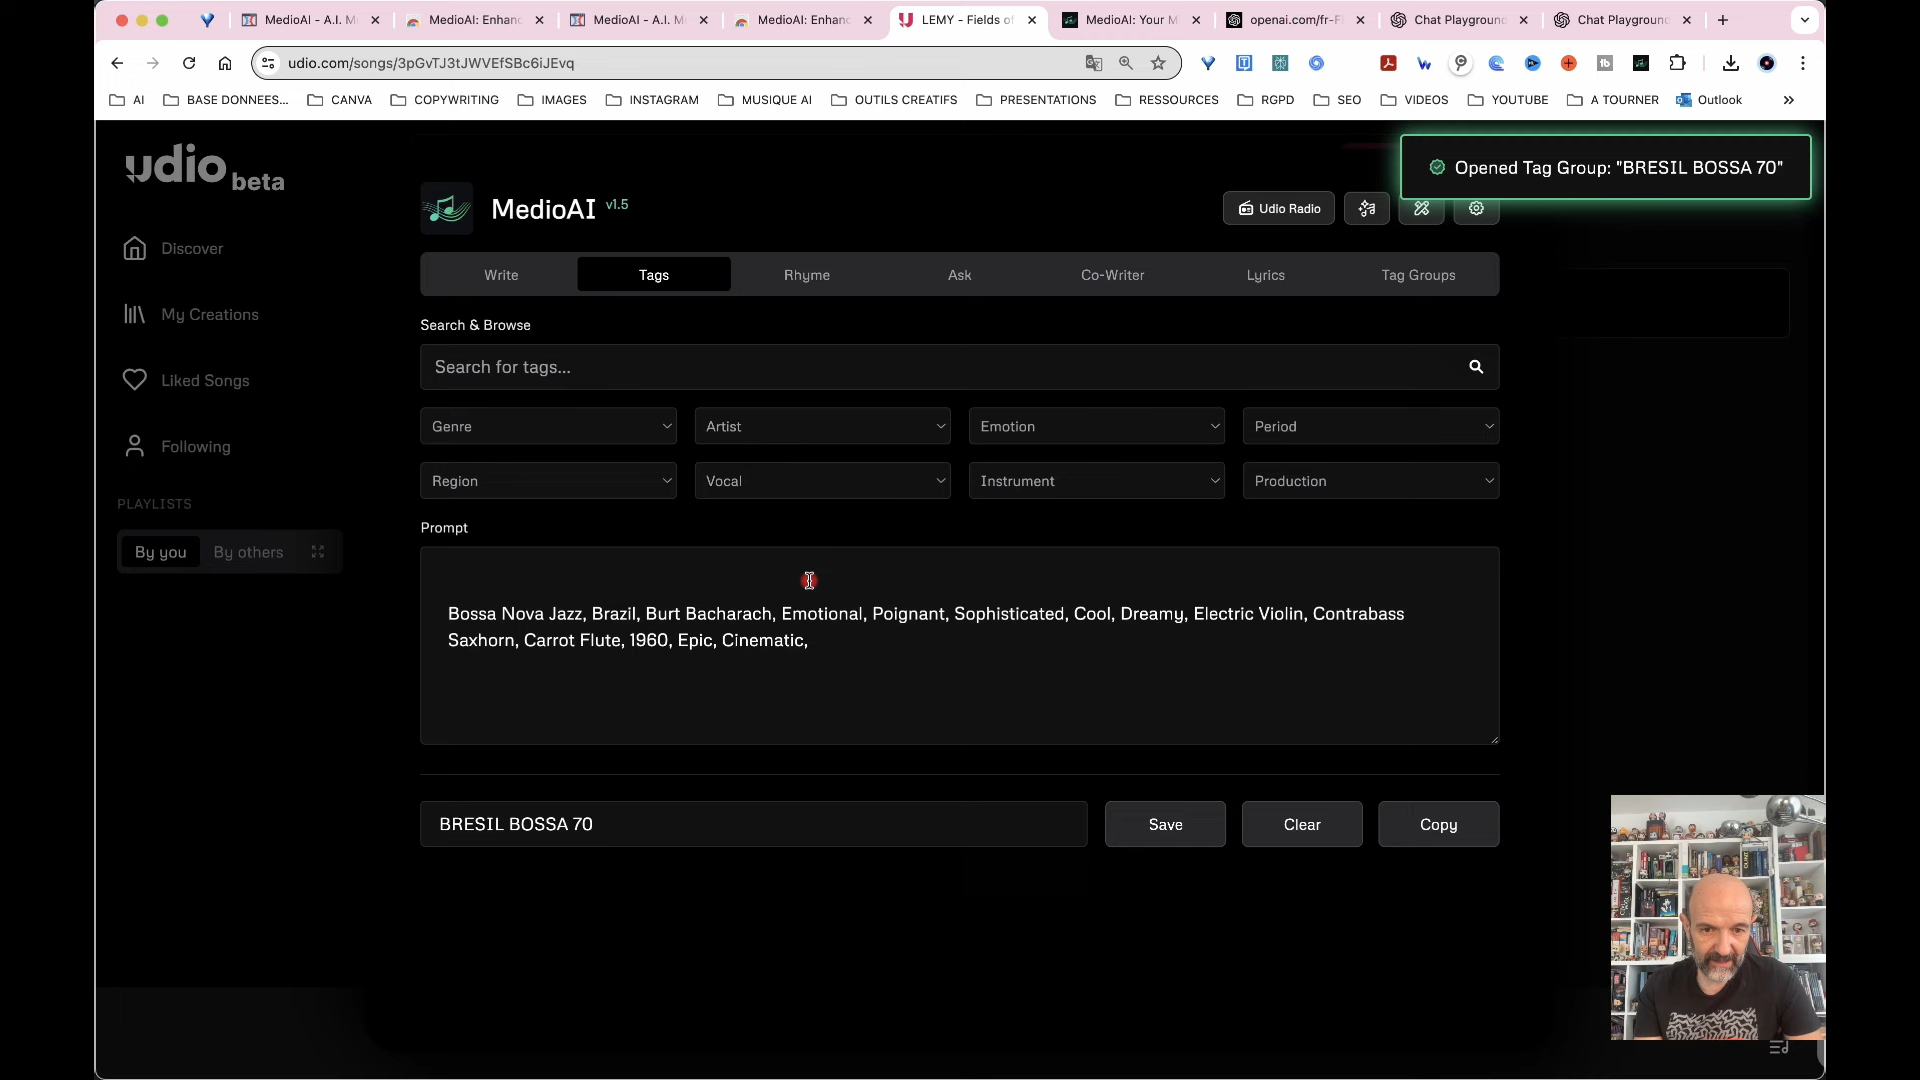 MedioAI - A.I. M
MedioAI: Enhanc
MedioAI - A.I. M
MedioAI: Enhanc
LEMY - Fields of
MedioAI: Your M
openai.com/fr-F
Chat Playground
Chat Playground
udio.com/songs/3pGvTJ3tJWVEfSBc6iJEvq
AI
BASE DONNEES...
CANVA
COPYWRITING
IMAGES
INSTAGRAM
MUSIQUE AI
OUTILS CREATIFS
PRESENTATIONS
RESSOURCES
RGPD
SEO
VIDEOS
YOUTUBE
A TOURNER
Outlook
udio beta
Opened Tag Group: "BRESIL BOSSA 70"
MedioAI v1.5
Udio Radio
Discover
My Creations
Liked Songs
Following
PLAYLISTS
By you
By others
Write
Tags
Rhyme
Ask
Co-Writer
Lyrics
Tag Groups
Search & Browse
Search for tags...
Genre
Artist
Emotion
Period
Region
Vocal
Instrument
Production
Prompt
Bossa Nova Jazz, Brazil, Burt Bacharach, Emotional, Poignant, Sophisticated, Cool, Dreamy, Electric Violin, Contrabass
Saxhorn, Carrot Flute, 1960, Epic, Cinematic,
BRESIL BOSSA 70
Save
Clear
Copy